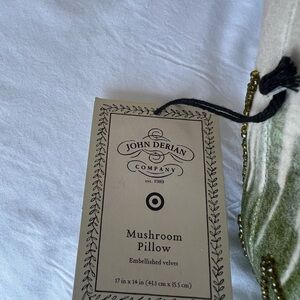 JOHN DERIAN
COMPANY
EST. 1989
Mushroom
Pillow
Embellished velvet
17 in x 14 in (43.1 cm x 35.5 cm)